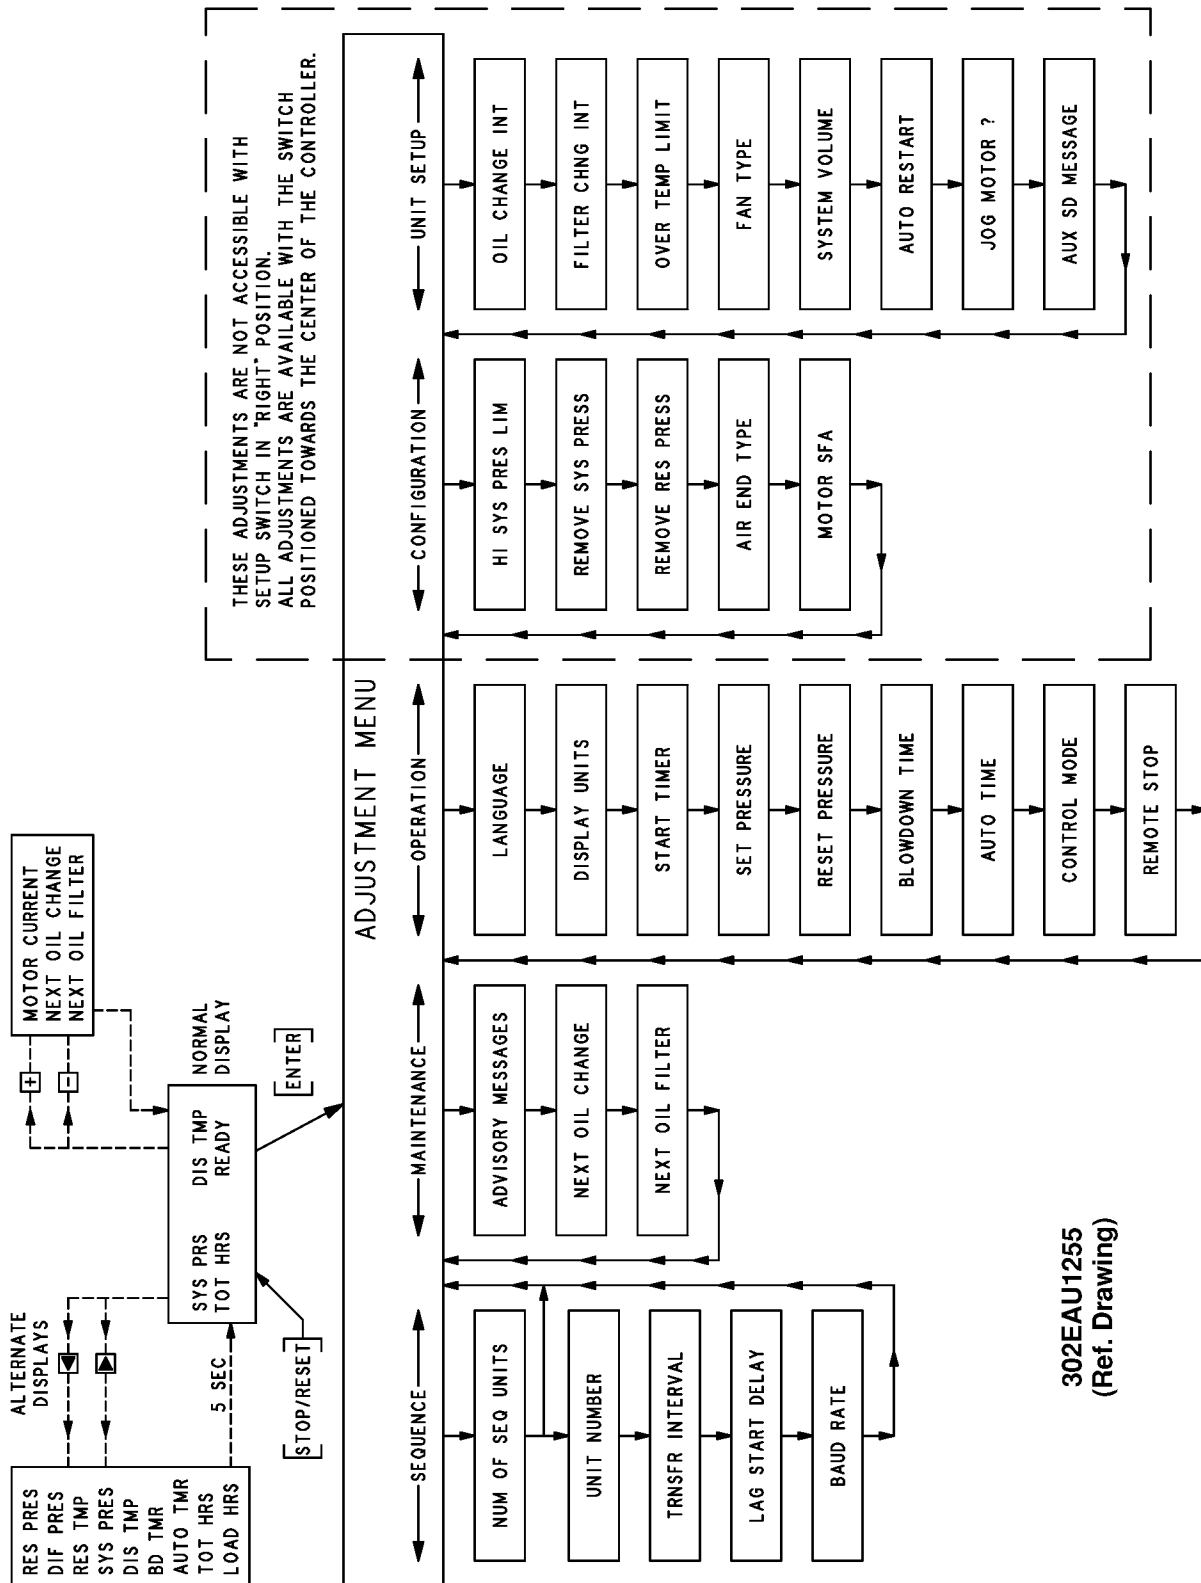 RES PRES
DIF PRES
RES TMP
SYS PRES
DIS TMP
BD TMR
AUTO TMR
TOT HRS
LOAD HRS
ALTERNATE
DISPLAYS
5 SEC
[STOP/RESET]
SYS PRS
TOT HRS
DIS TMP
READY
NORMAL
DISPLAY
[ENTER]
+
-
MOTOR CURRENT
NEXT OIL CHANGE
NEXT OIL FILTER
THESE ADJUSTMENTS ARE NOT ACCESSIBLE WITH
SETUP SWITCH IN "RIGHT" POSITION.
ALL ADJUSTMENTS ARE AVAILABLE WITH THE SWITCH
POSITIONED TOWARDS THE CENTER OF THE CONTROLLER.
ADJUSTMENT MENU
SEQUENCE
NUM OF SEQ UNITS
UNIT NUMBER
TRNSFR INTERVAL
LAG START DELAY
BAUD RATE
MAINTENANCE
ADVISORY MESSAGES
NEXT OIL CHANGE
NEXT OIL FILTER
OPERATION
LANGUAGE
DISPLAY UNITS
START TIMER
SET PRESSURE
RESET PRESSURE
BLOWDOWN TIME
AUTO TIME
CONTROL MODE
REMOTE STOP
CONFIGURATION
HI SYS PRES LIM
REMOVE SYS PRESS
REMOVE RES PRESS
AIR END TYPE
MOTOR SFA
UNIT SETUP
OIL CHANGE INT
FILTER CHNG INT
OVER TEMP LIMIT
FAN TYPE
SYSTEM VOLUME
AUTO RESTART
JOG MOTOR ?
AUX SD MESSAGE
302EAU1255
(Ref. Drawing)